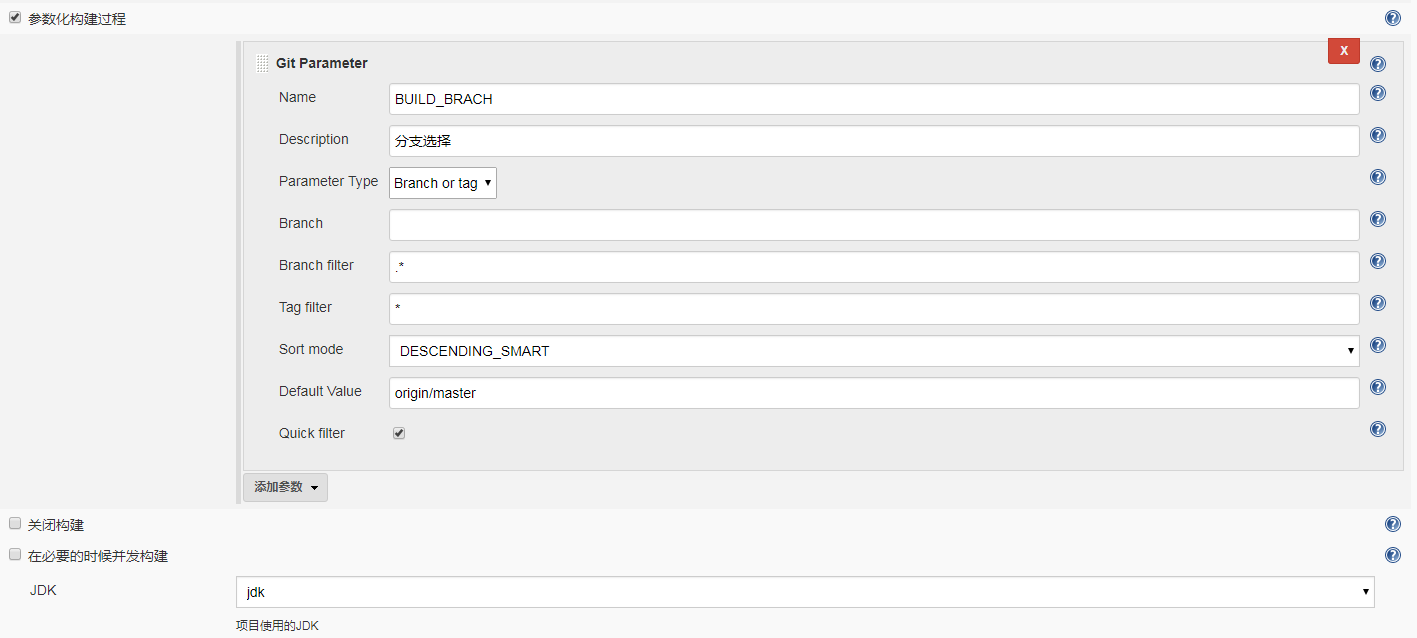 参数化构建过程
X
Git Parameter
Name
BUILD_BRACH
Description
分支选择
Parameter Type
Branch or tag
Branch
Branch filter
.*
Tag filter
*
Sort mode
DESCENDING_SMART
Default Value
origin/master
Quick filter
添加参数
关闭构建
在必要的时候并发构建
JDK
jdk
项目使用的JDK